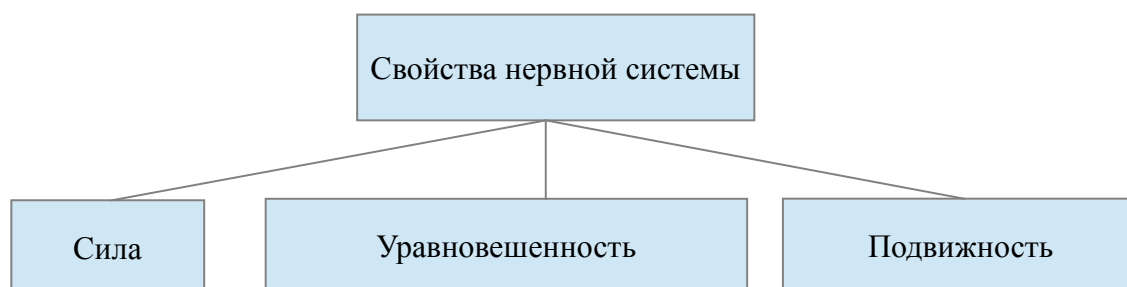 Свойства нервной системы
Сила
Уравновешенность
Подвижность